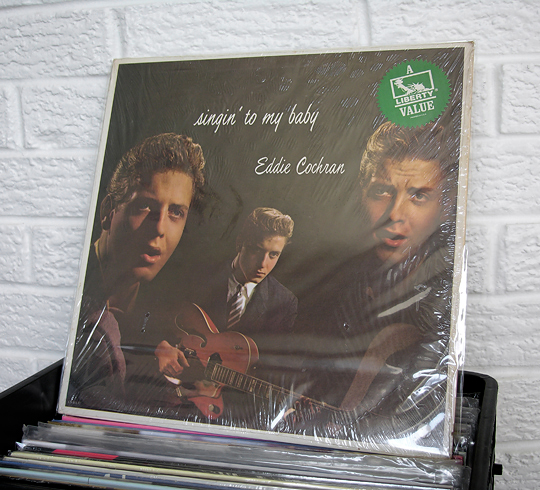 A
LIBERTY
VALUE
singin' to my baby
Eddie Cochran